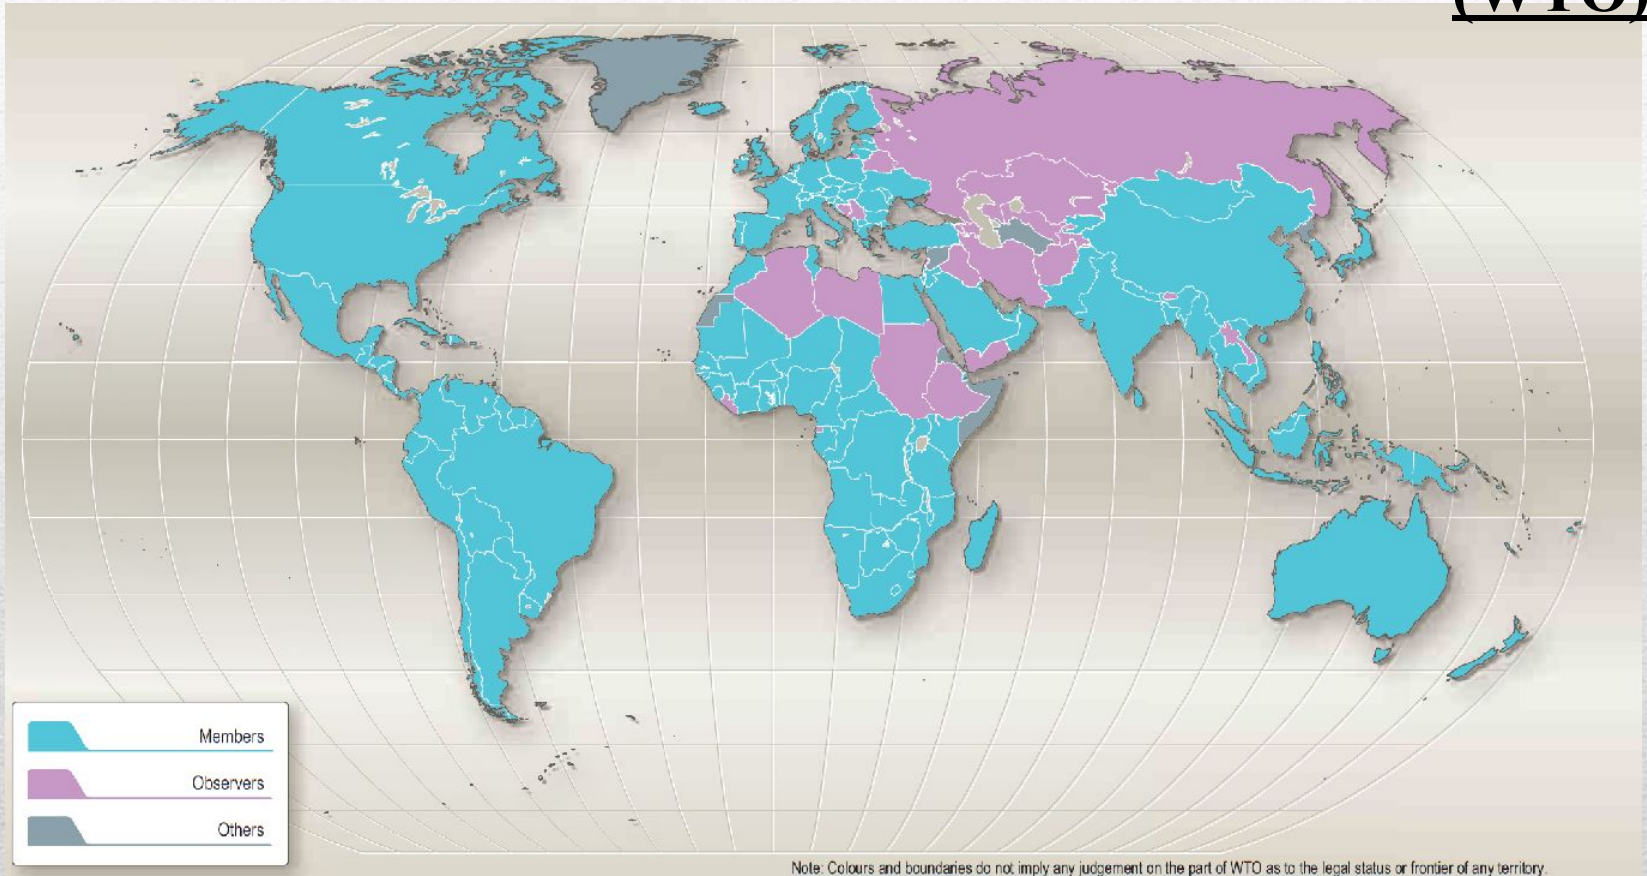 (WTO)
Members
Observers
Others
Note: Colours and boundaries do not imply any judgement on the part of WTO as to the legal status or frontier of any territory.